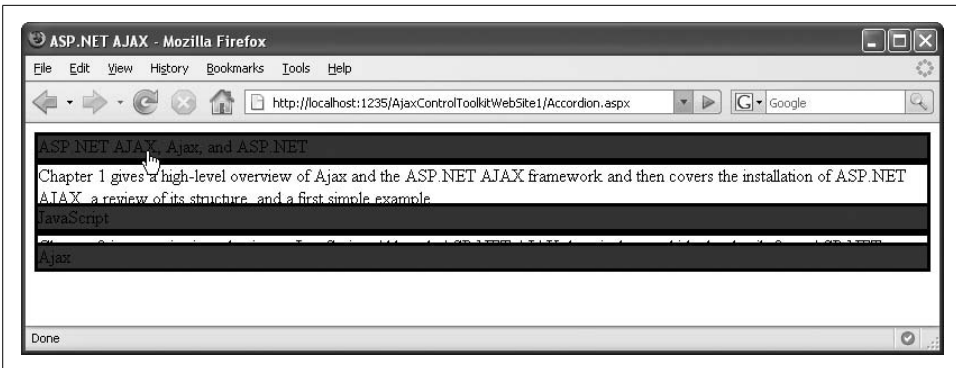 ASP.NET AJAX - Mozilla Firefox
File Edit View History Bookmarks Tools Help
http://localhost:1235/AjaxControlToolkitWebSite1/Accordion.aspx
G Google
ASP.NET AJAX, Ajax, and ASP.NET
Chapter 1 gives a high-level overview of Ajax and the ASP.NET AJAX framework and then covers the installation of ASP.NET
AJAX, a review of its structure, and a first simple example
JavaScript
Ajax
Done